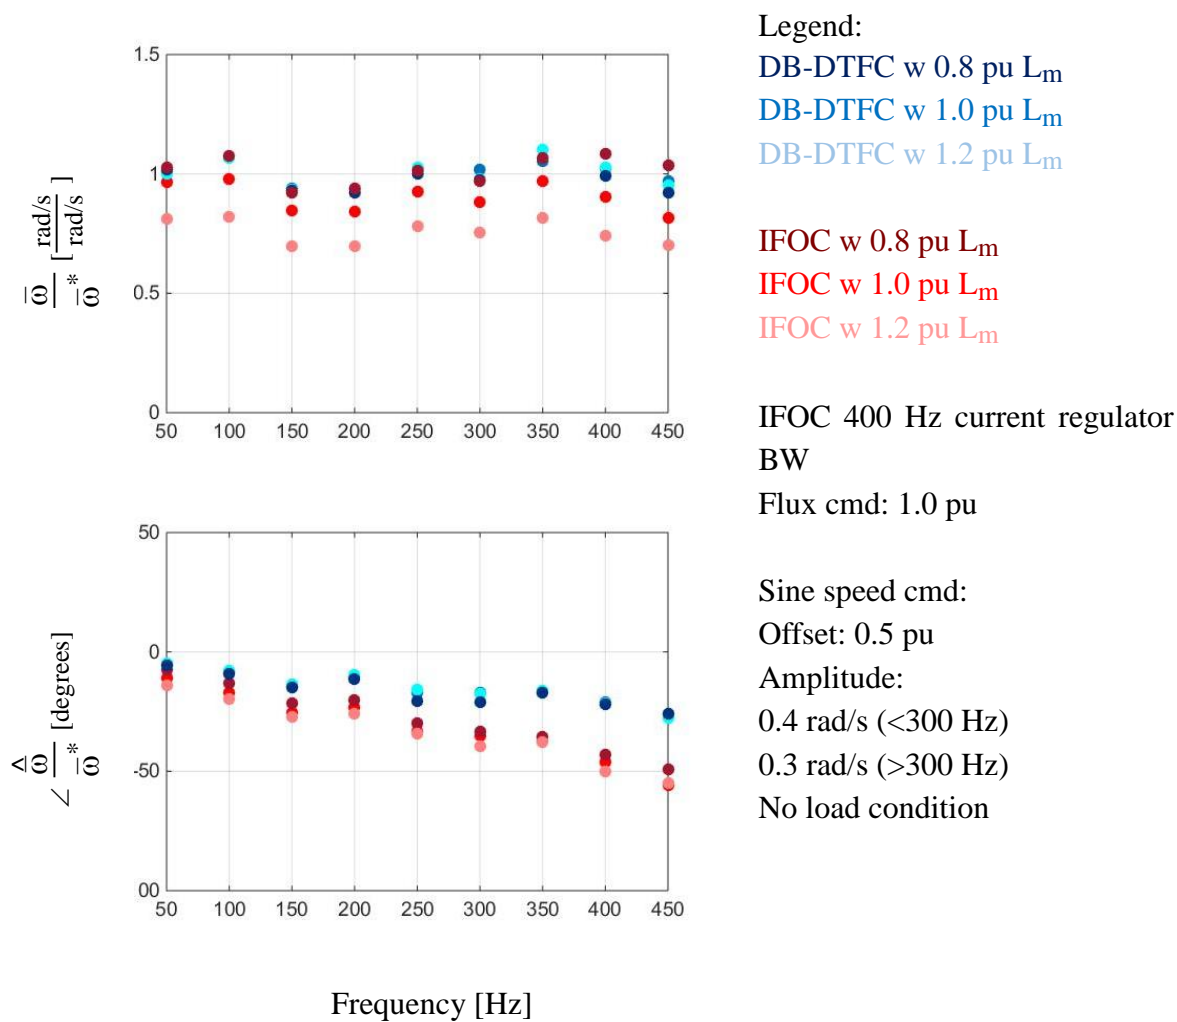 Legend:
DB-DTFC w 0.8 pu Lm
DB-DTFC w 1.0 pu Lm
DB-DTFC w 1.2 pu Lm
IFOC w 0.8 pu Lm
IFOC w 1.0 pu Lm
IFOC w 1.2 pu Lm
IFOC 400 Hz current regulator
BW
Flux cmd: 1.0 pu
Sine speed cmd:
Offset: 0.5 pu
Amplitude:
0.4 rad/s (<300 Hz)
0.3 rad/s (>300 Hz)
No load condition
1.5
1
0.5
0
50 100 150 200 250 300 350 400 450
ω̅ / ω̅* [rad/s / rad/s]
50
0
-50
00
50 100 150 200 250 300 350 400 450
∠ ω̅̂ / ω̅* [degrees]
Frequency [Hz]